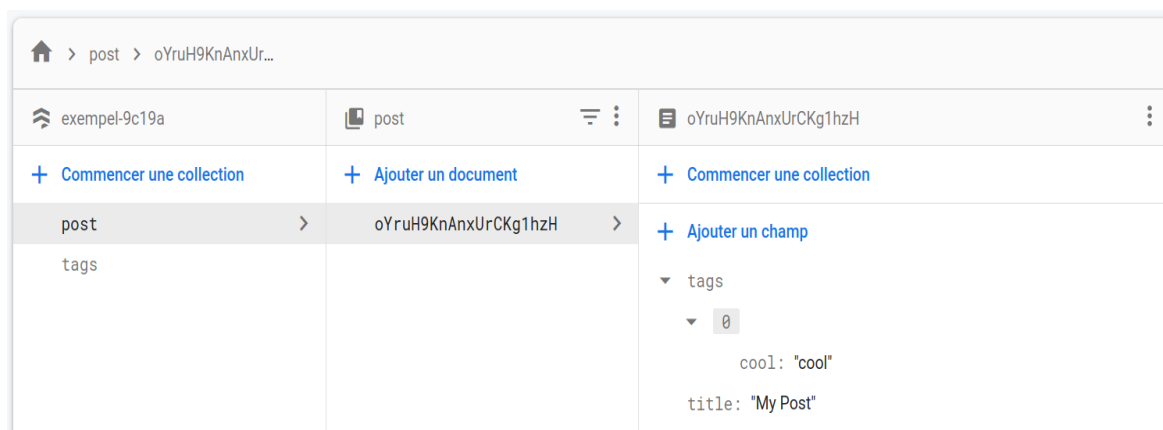 post oYruH9KnAnxUr…
exempel-9c19a
post
oYruH9KnAnxUrCKg1hzH
Commencer une collection
Ajouter un document
Commencer une collection
post
oYruH9KnAnxUrCKg1hzH
Ajouter un champ
tags
tags
0
cool: "cool"
title: "My Post"